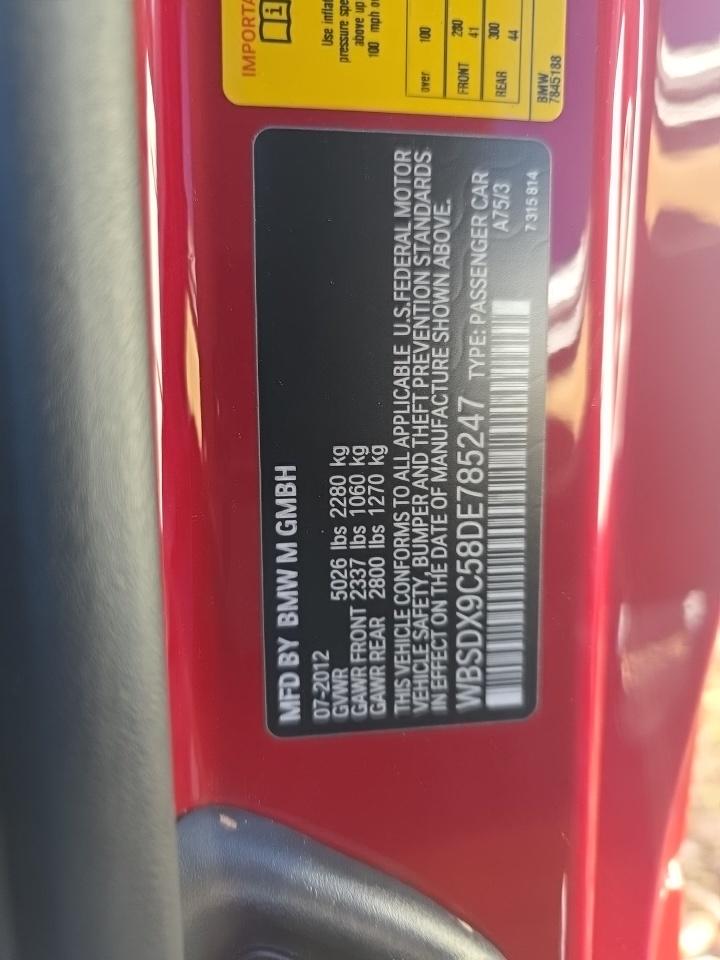 MFD BY BMW M GMBH
07-2012
GVWR 5026 lbs 2280 kg
GAWR FRONT 2337 lbs 1060 kg
GAWR REAR 2800 lbs 1270 kg
THIS VEHICLE CONFORMS TO ALL APPLICABLE U.S.FEDERAL MOTOR
VEHICLE SAFETY, BUMPER AND THEFT PREVENTION STANDARDS
IN EFFECT ON THE DATE OF MANUFACTURE SHOWN ABOVE.
WBSDX9C58DE785247 TYPE: PASSENGER CAR
A75/3
7 315 814
IMPORTA
Use infla
pressure spe
above up
100 mph o
over 100
FRONT 280
41
REAR 300
44
BMW
7845188